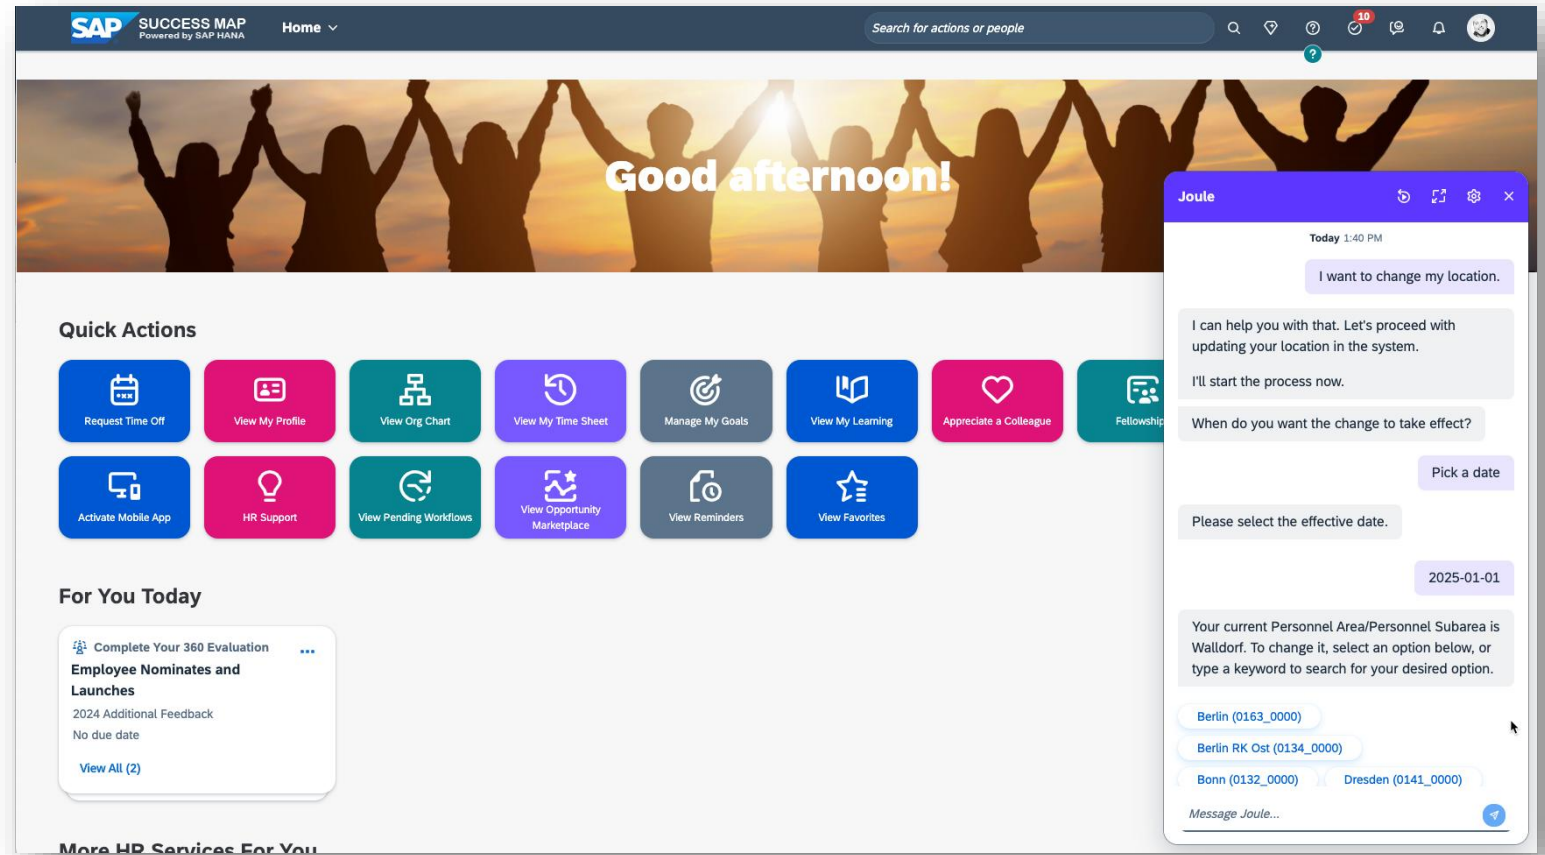 SAP SUCCESS MAP
Powered by SAP HANA
Home
Search for actions or people
10
?
Good afternoon!
Quick Actions
Request Time Off
View My Profile
View Org Chart
View My Time Sheet
Manage My Goals
View My Learning
Appreciate a Colleague
Fellowship
Activate Mobile App
HR Support
View Pending Workflows
View Opportunity
Marketplace
View Reminders
View Favorites
For You Today
Complete Your 360 Evaluation
Employee Nominates and
Launches
2024 Additional Feedback
No due date
View All (2)
More HR Services For You
Joule
Today 1:40 PM
I want to change my location.
I can help you with that. Let's proceed with
updating your location in the system.
I'll start the process now.
When do you want the change to take effect?
Pick a date
Please select the effective date.
2025-01-01
Your current Personnel Area/Personnel Subarea is
Walldorf. To change it, select an option below, or
type a keyword to search for your desired option.
Berlin (0163_0000)
Berlin RK Ost (0134_0000)
Bonn (0132_0000)
Dresden (0141_0000)
Message Joule...